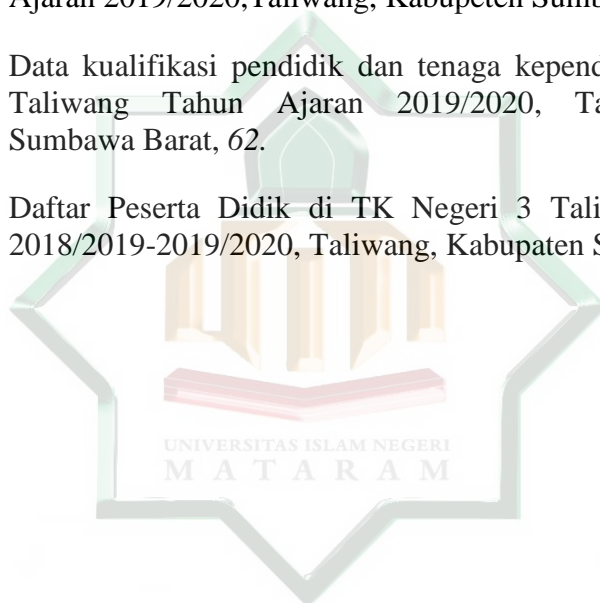 Ajaran 2019/2020,Taliwang, Kabupeten Sumb
Data kualifikasi pendidik dan tenaga kepend
Taliwang Tahun Ajaran 2019/2020, Ta
Sumbawa Barat, 62.
Daftar Peserta Didik di TK Negeri 3 Tali
2018/2019-2019/2020, Taliwang, Kabupaten S
UNIVERSITAS ISLAM NEGERI
MATARAM